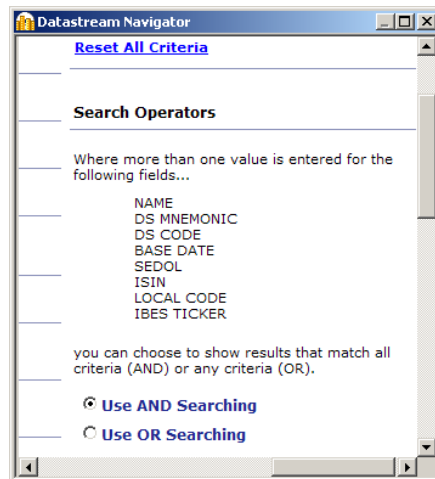 Datastream Navigator
Reset All Criteria
Search Operators
Where more than one value is entered for the
following fields...
NAME
DS MNEMONIC
DS CODE
BASE DATE
SEDOL
ISIN
LOCAL CODE
IBES TICKER
you can choose to show results that match all
criteria (AND) or any criteria (OR).
Use AND Searching
Use OR Searching